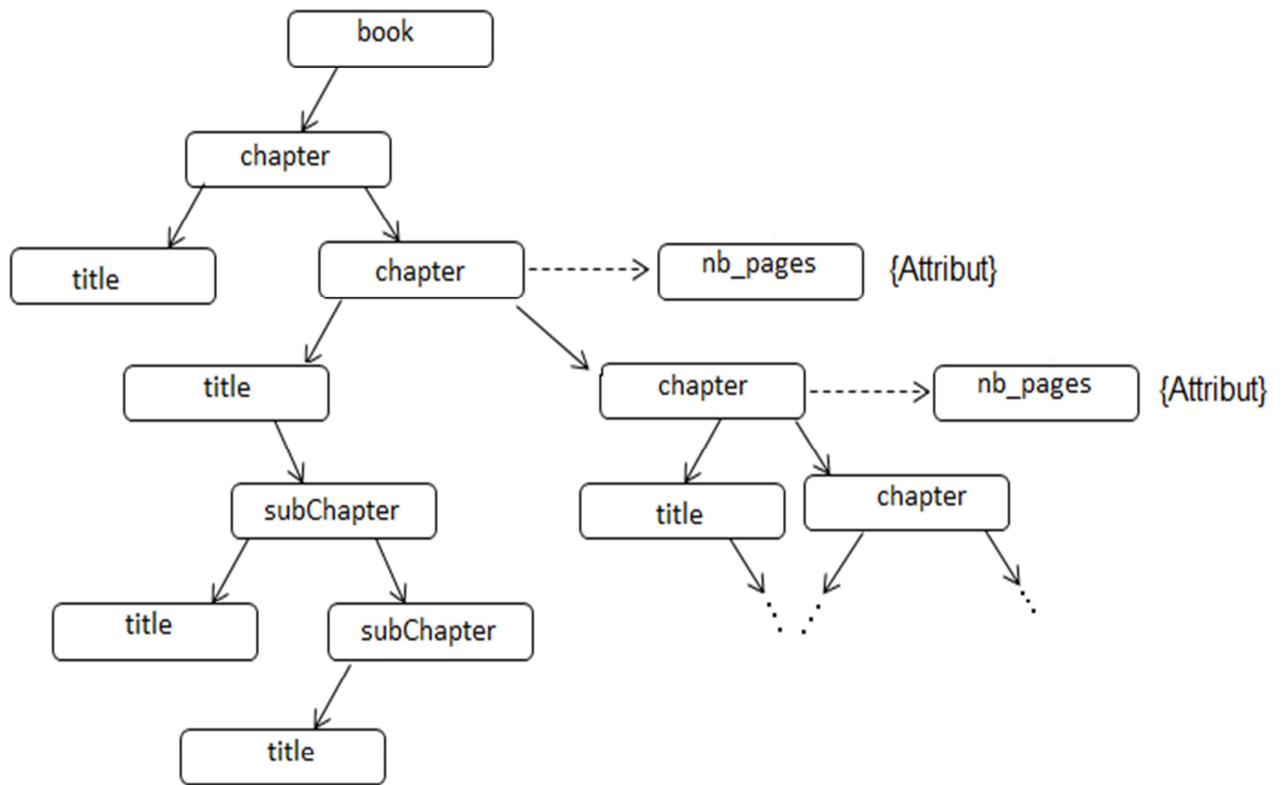 book
chapter
title
chapter
nb_pages
{Attribut}
title
chapter
nb_pages
{Attribut}
subChapter
title
chapter
title
subChapter
title